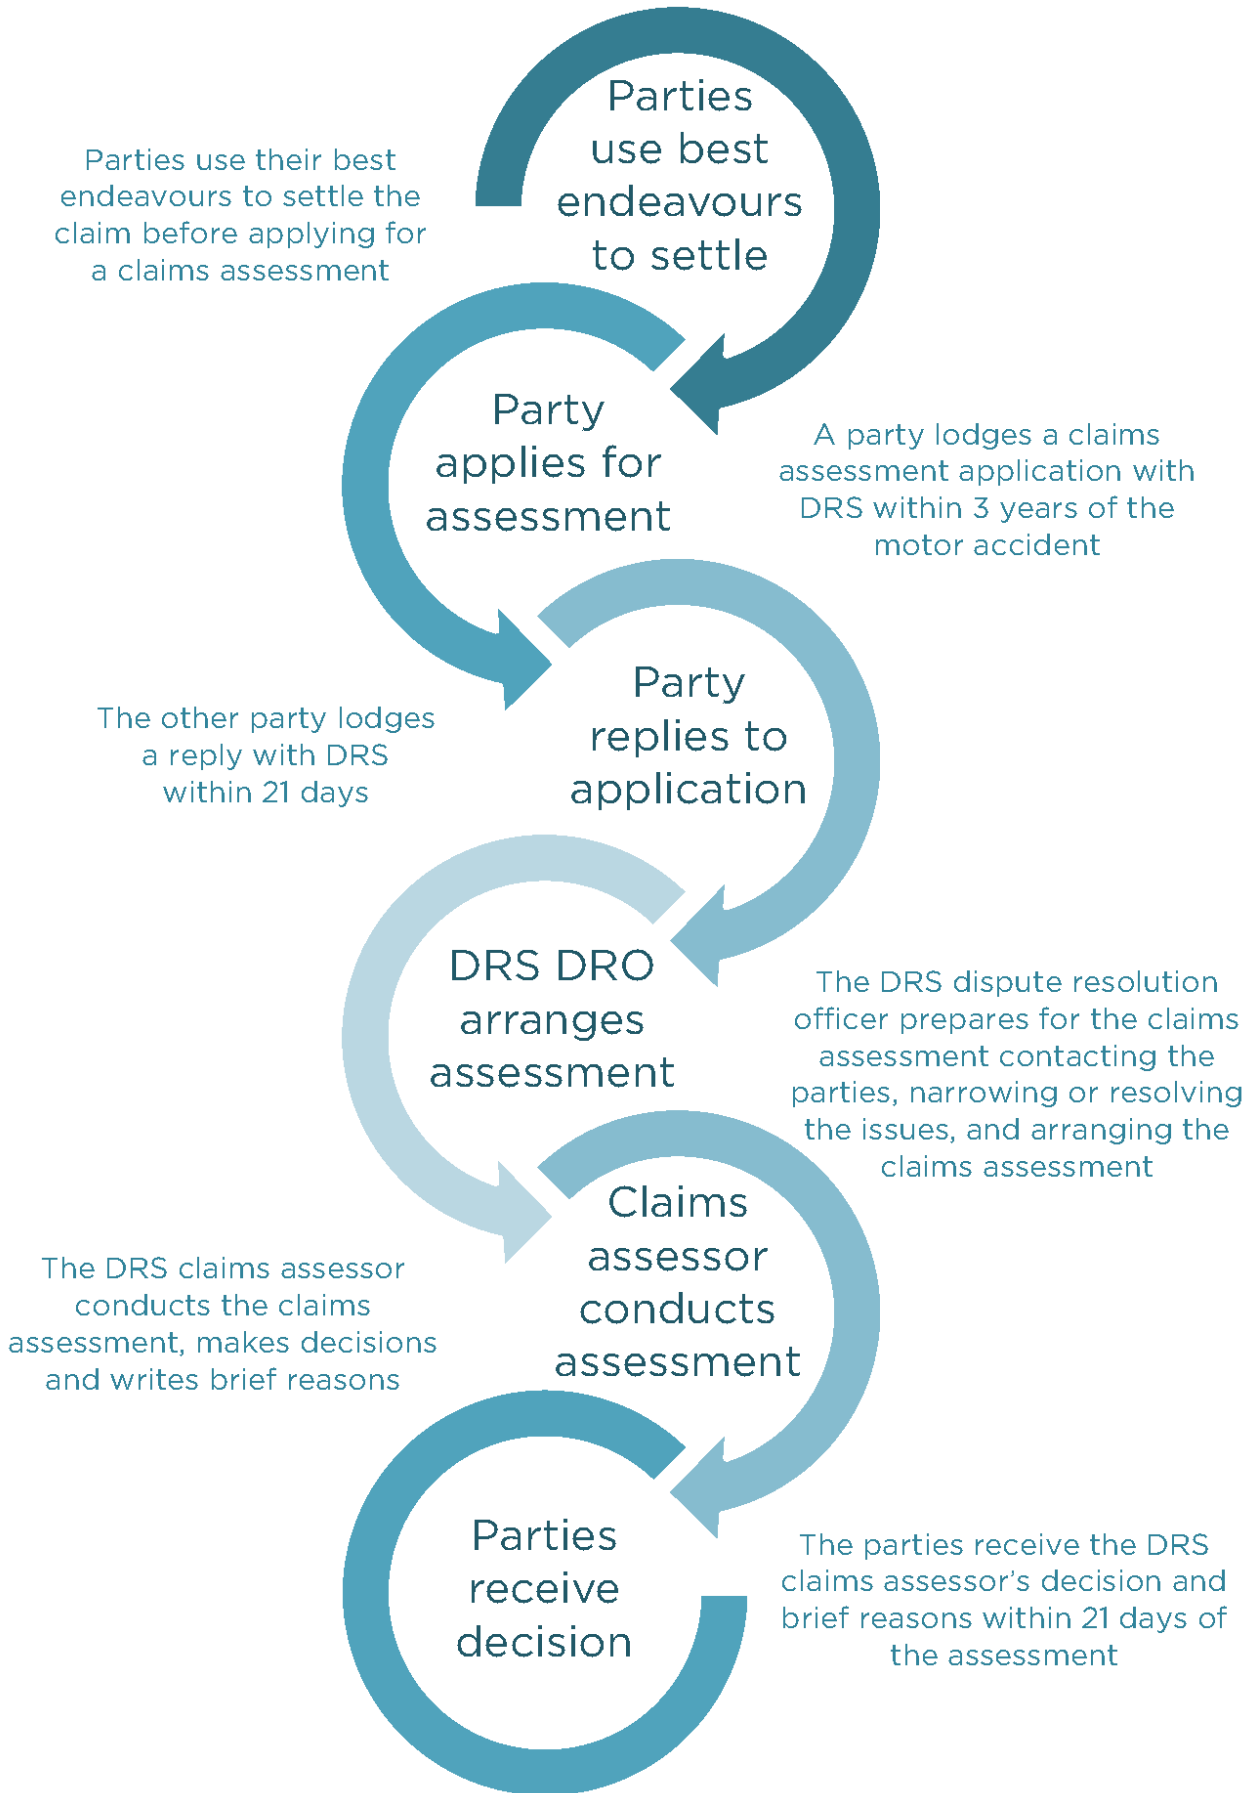 Parties
use best
endeavours
to settle
Parties use their best
endeavours to settle the
claim before applying for
a claims assessment
Party
applies for
assessment
A party lodges a claims
assessment application with
DRS within 3 years of the
motor accident
Party
replies to
application
The other party lodges
a reply with DRS
within 21 days
DRS DRO
arranges
assessment
The DRS dispute resolution
officer prepares for the claims
assessment contacting the
parties, narrowing or resolving
the issues, and arranging the
claims assessment
Claims
assessor
conducts
assessment
The DRS claims assessor
conducts the claims
assessment, makes decisions
and writes brief reasons
Parties
receive
decision
The parties receive the DRS
claims assessor’s decision and
brief reasons within 21 days of
the assessment